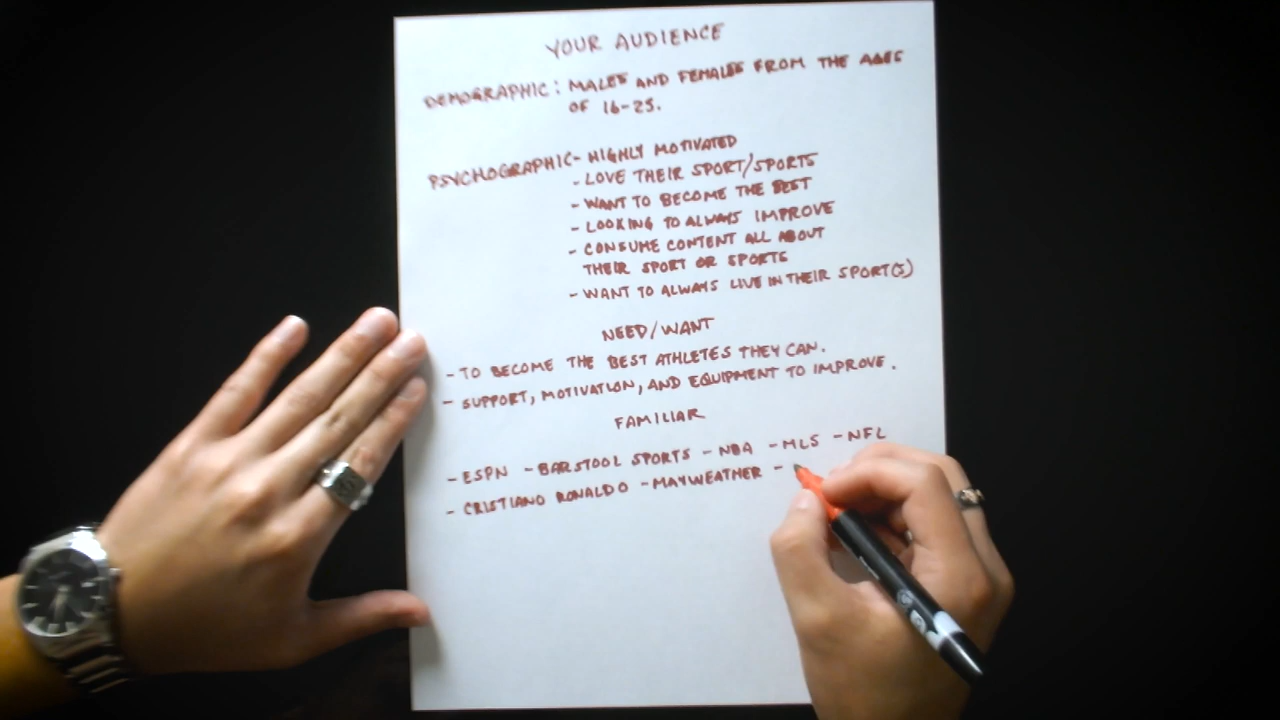 YOUR AUDIENCE
DEMOGRAPHIC: MALES AND FEMALES FROM THE AGES
OF 16-25.
PSYCHOGRAPHIC- HIGHLY MOTIVATED
- LOVE THEIR SPORT/SPORTS
- WANT TO BECOME THE BEST
- LOOKING TO ALWAYS IMPROVE
- CONSUME CONTENT ALL ABOUT
THEIR SPORT OR SPORTS
- WANT TO ALWAYS LIVE IN THEIR SPORT(S)
NEED/WANT
- TO BECOME THE BEST ATHLETES THEY CAN.
- SUPPORT, MOTIVATION, AND EQUIPMENT TO IMPROVE.
FAMILIAR
- ESPN - BARSTOOL SPORTS - NBA - MLS - NFL
- CRISTIANO RONALDO - MAYWEATHER -